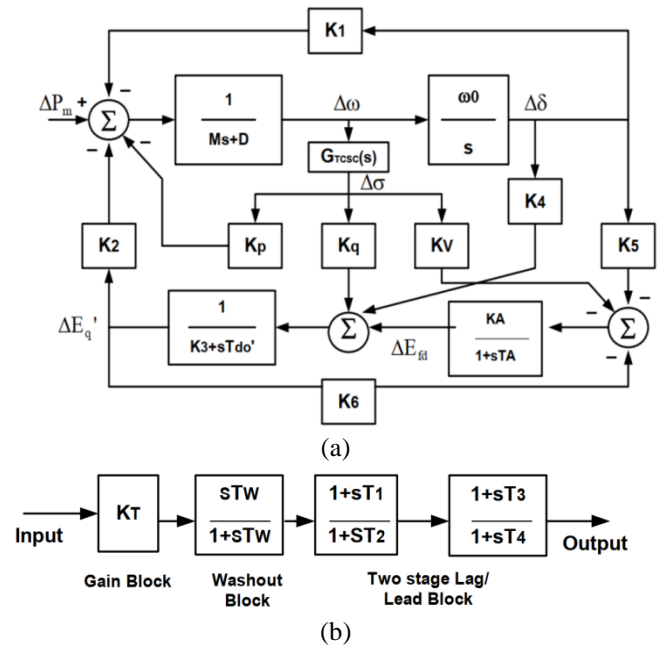 K1
ΔPm +
−
Σ
−
−
1
Ms+D
Δω
ω0
s
Δδ
GTCSC(s)
Δσ
K4
K2
Kp
Kq
KV
K5
ΔEq'
1
K3+sTdo'
Σ
ΔEfd
KA
1+sTA
−
−
Σ
−
K6
(a)
Input
KT
sTW
1+sTW
1+sT1
1+ST2
1+sT3
1+sT4
Output
Gain Block
Washout
Block
Two stage Lag/
Lead Block
(b)